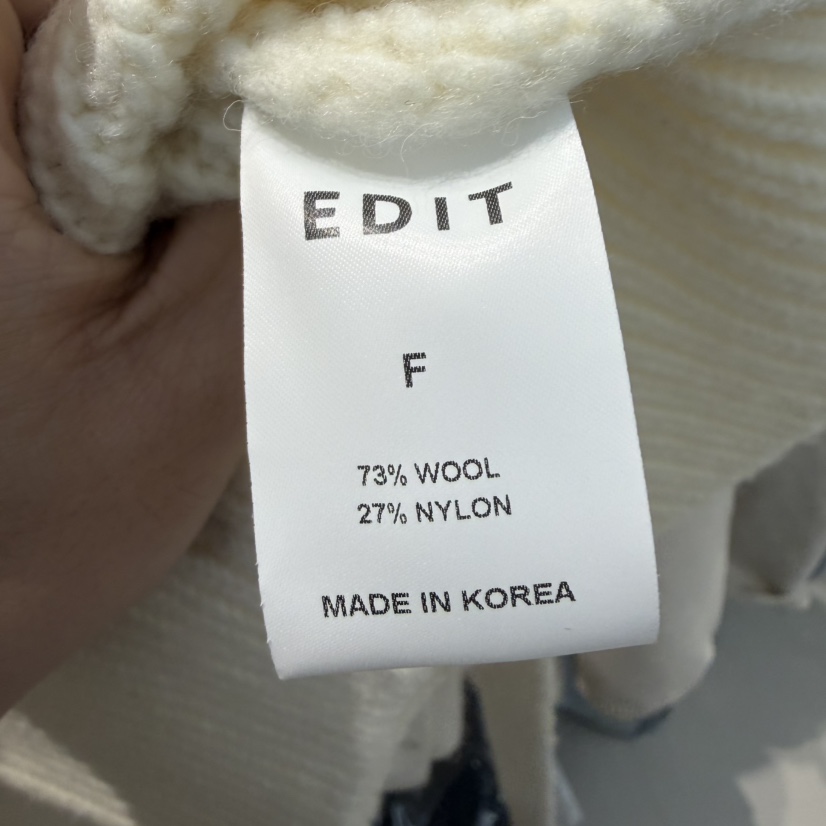 EDIT
F
73% WOOL
27% NYLON
MADE IN KOREA